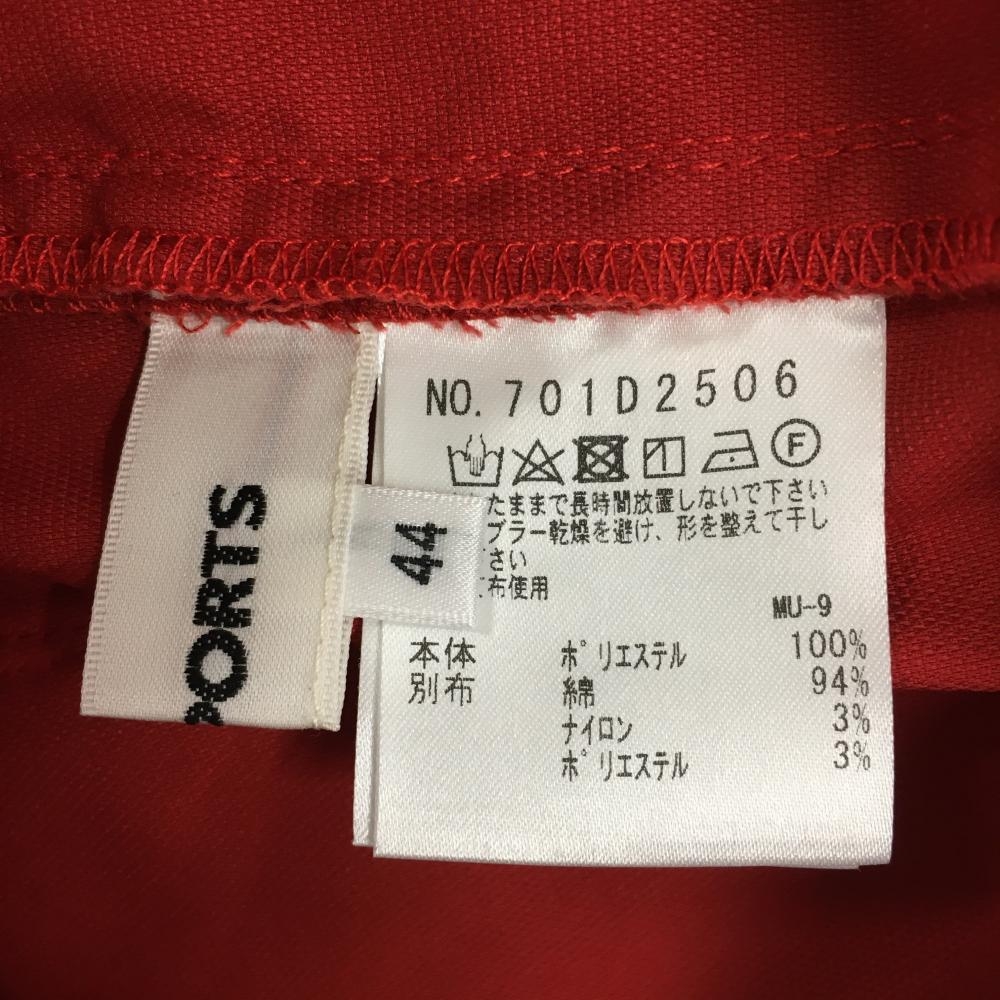 NO. 701D2506
F
たままで長時間放置しないで下さい
ブラー乾燥を避け、形を整えて干し
さい
布使用
MU-9
本体 ポリエステル 100%
別布 綿 94%
ナイロン 3%
ポリエステル 3%
44
PORTS